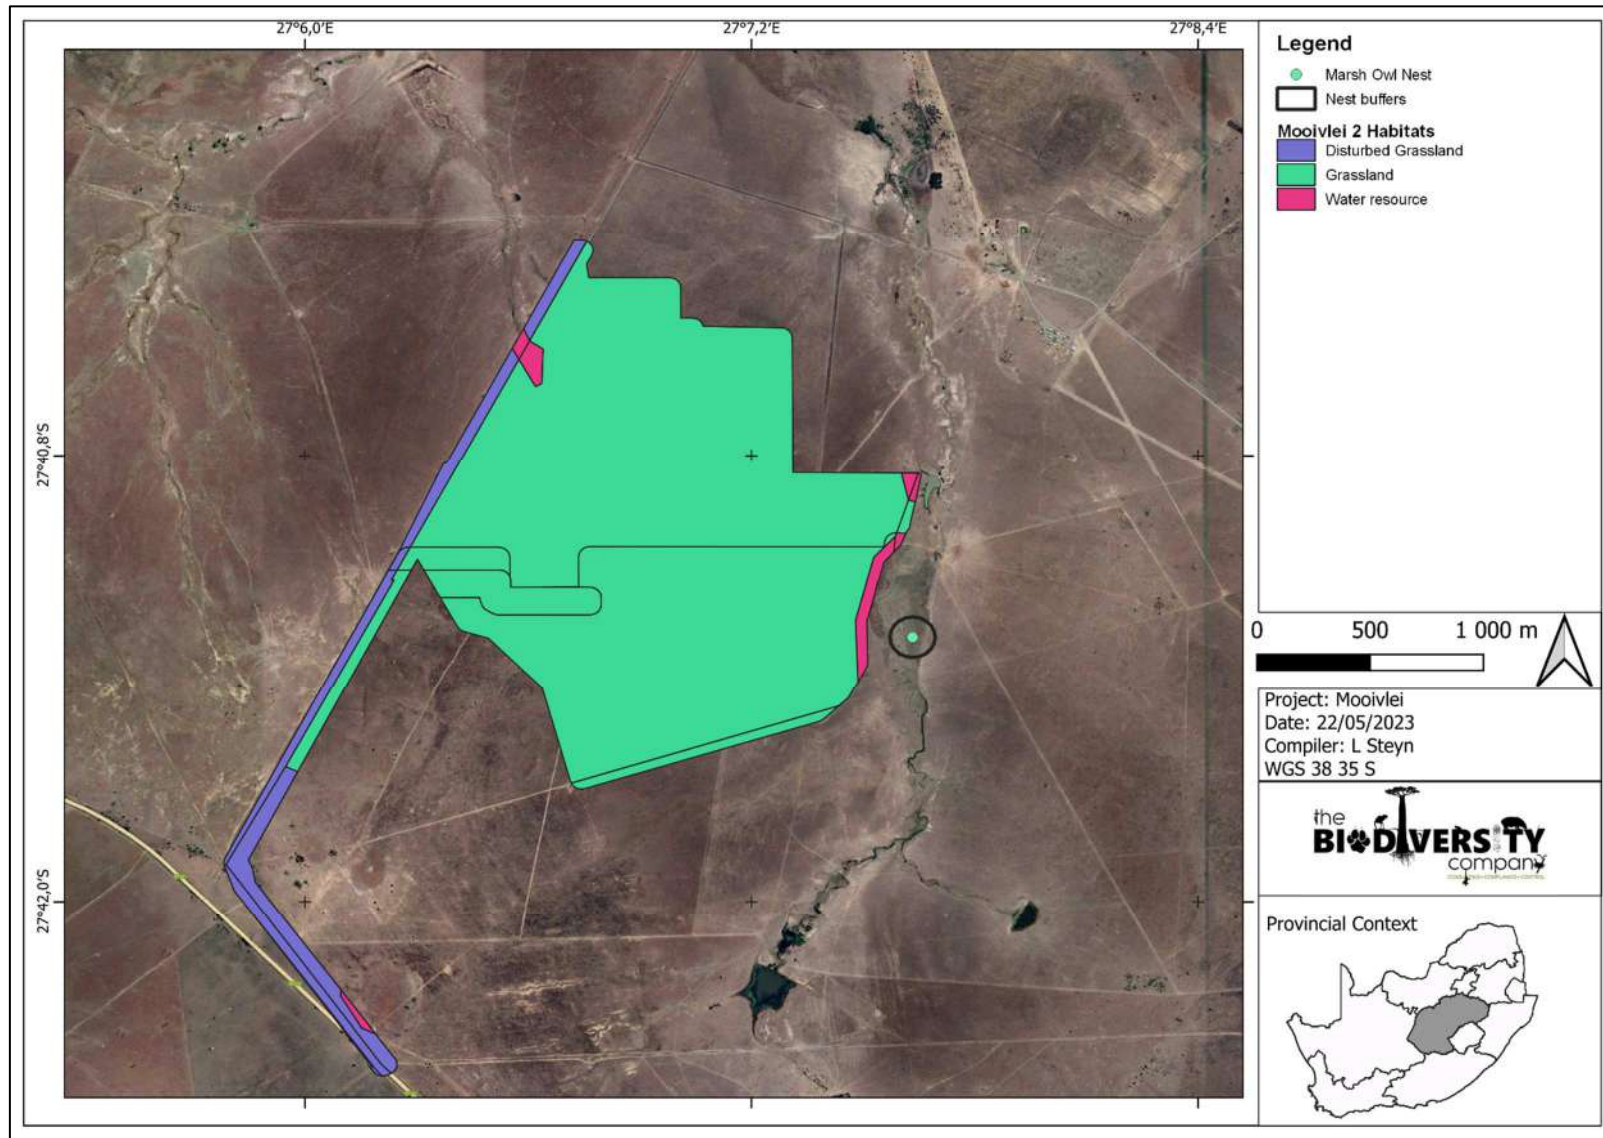 27°6,0'E
27°7,2'E
27°8,4'E
27°40,8'S
27°42,0'S
Legend
Marsh Owl Nest
Nest buffers
Mooivlei 2 Habitats
Disturbed Grassland
Grassland
Water resource
0 500 1 000 m
Project: Mooivlei
Date: 22/05/2023
Compiler: L Steyn
WGS 38 35 S
the
BIODIVERSITY
company
Provincial Context